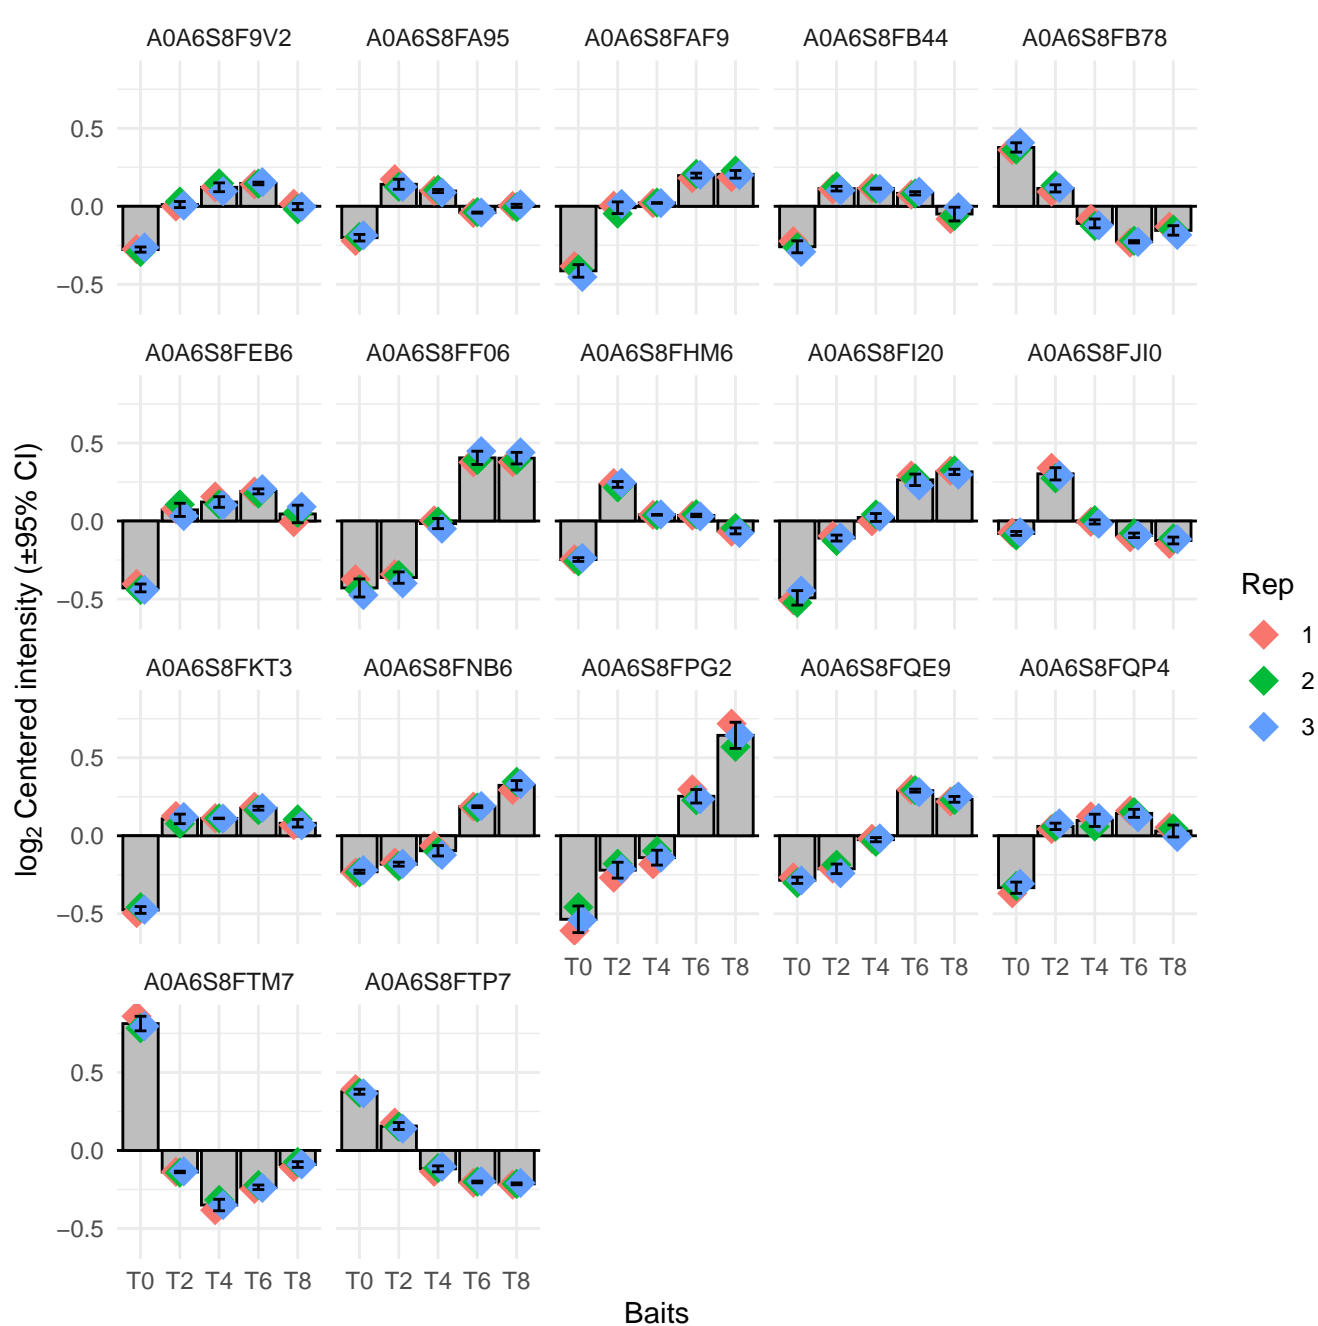 A0A6S8F9V2 A0A6S8FA95 A0A6S8FAF9 A0A6S8FB44 A0A6S8FB78
0.5
0.0
−0.5
A0A6S8FEB6 A0A6S8FF06 A0A6S8FHM6 A0A6S8FI20 A0A6S8FJI0
0.5
0.0
−0.5
A0A6S8FKT3 A0A6S8FNB6 A0A6S8FPG2 A0A6S8FQE9 A0A6S8FQP4
0.5
0.0
−0.5
T0 T2 T4 T6 T8 T0 T2 T4 T6 T8 T0 T2 T4 T6 T8
A0A6S8FTM7 A0A6S8FTP7
0.5
0.0
−0.5
T0 T2 T4 T6 T8 T0 T2 T4 T6 T8
Baits
log2 Centered intensity (±95% CI)
Rep
1
2
3